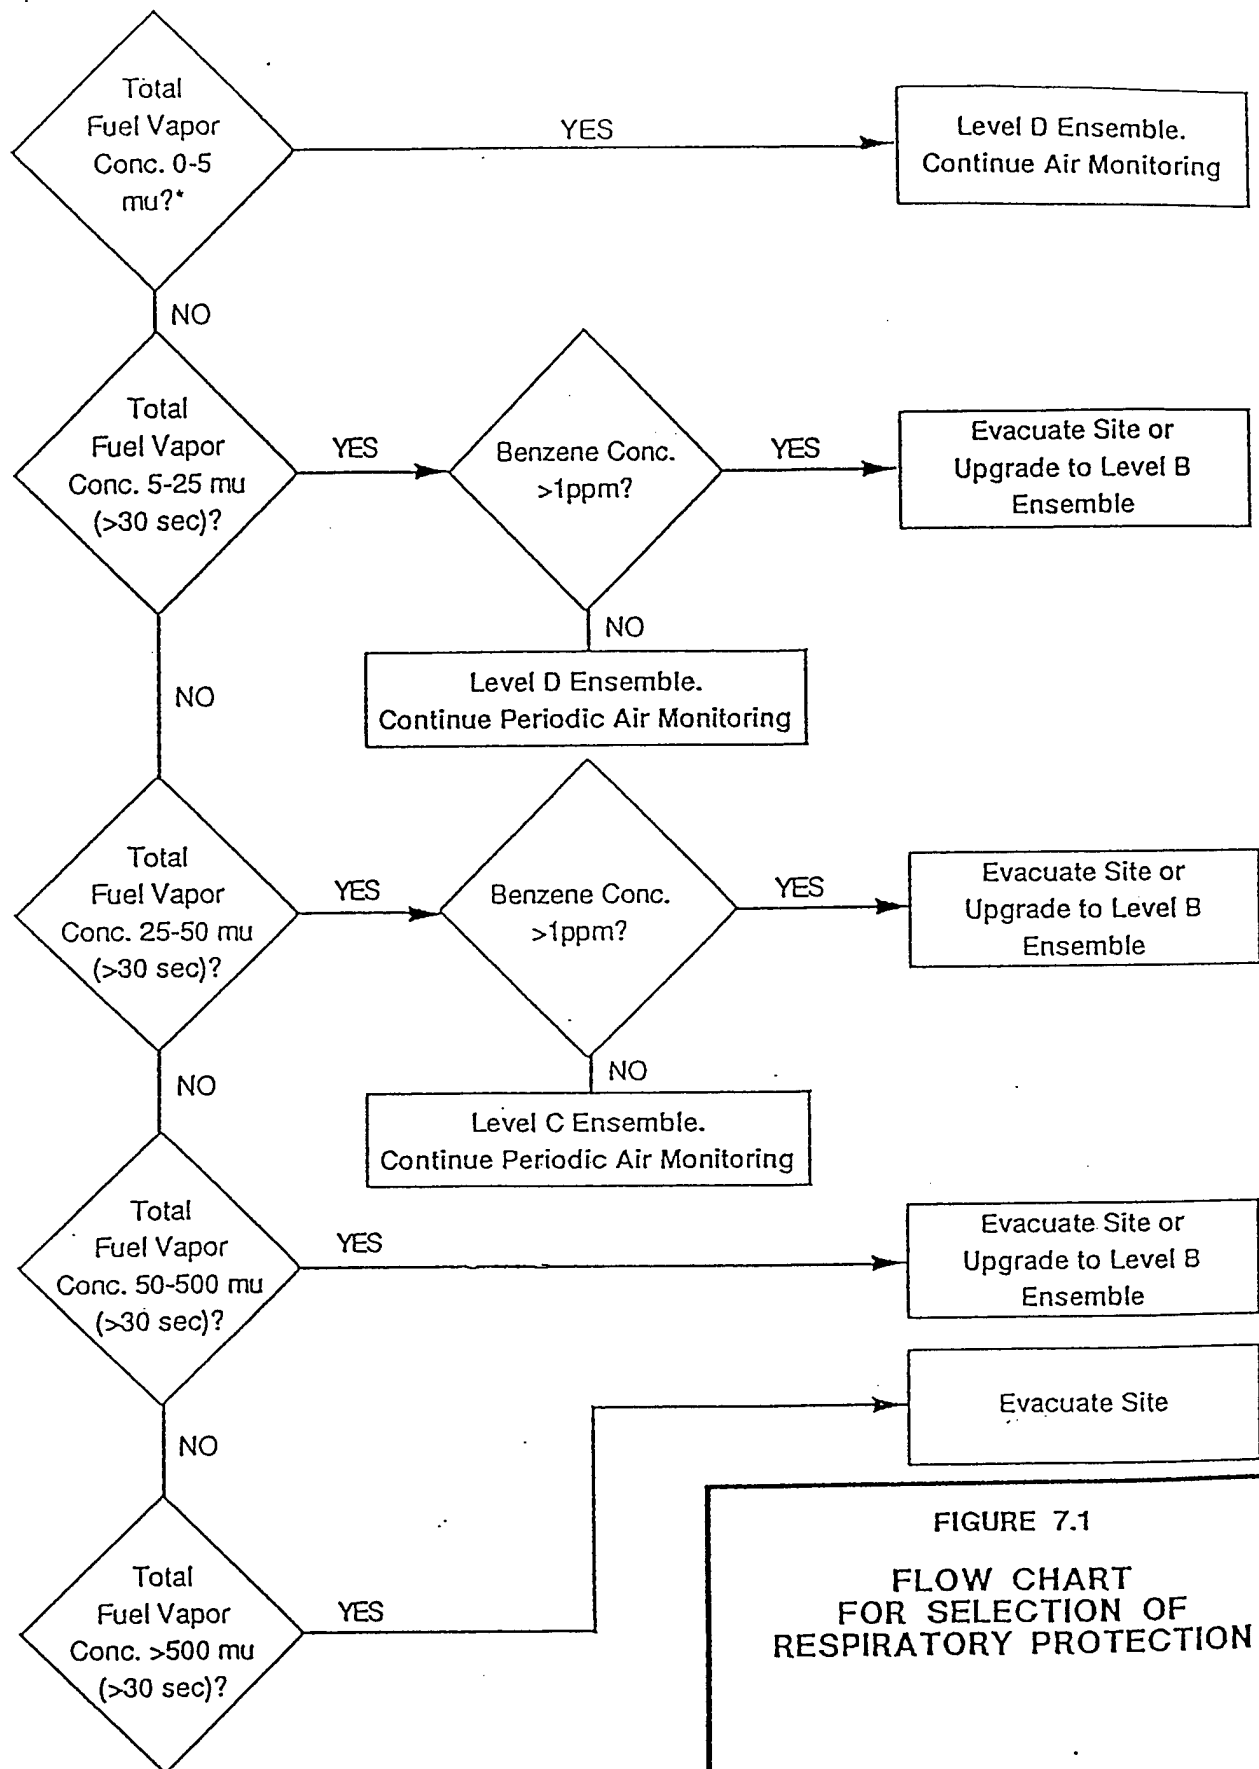 Total
Fuel Vapor
Conc. 0-5
mu?*
YES
Level D Ensemble.
Continue Air Monitoring
NO
Total
Fuel Vapor
Conc. 5-25 mu
(>30 sec)?
YES
Benzene Conc.
>1ppm?
YES
Evacuate Site or
Upgrade to Level B
Ensemble
NO
Level D Ensemble.
Continue Periodic Air Monitoring
NO
Total
Fuel Vapor
Conc. 25-50 mu
(>30 sec)?
YES
Benzene Conc.
>1ppm?
YES
Evacuate Site or
Upgrade to Level B
Ensemble
NO
Level C Ensemble.
Continue Periodic Air Monitoring
NO
Total
Fuel Vapor
Conc. 50-500 mu
(>30 sec)?
YES
Evacuate Site or
Upgrade to Level B
Ensemble
NO
Evacuate Site
Total
Fuel Vapor
Conc. >500 mu
(>30 sec)?
YES
FIGURE 7.1
FLOW CHART
FOR SELECTION OF
RESPIRATORY PROTECTION